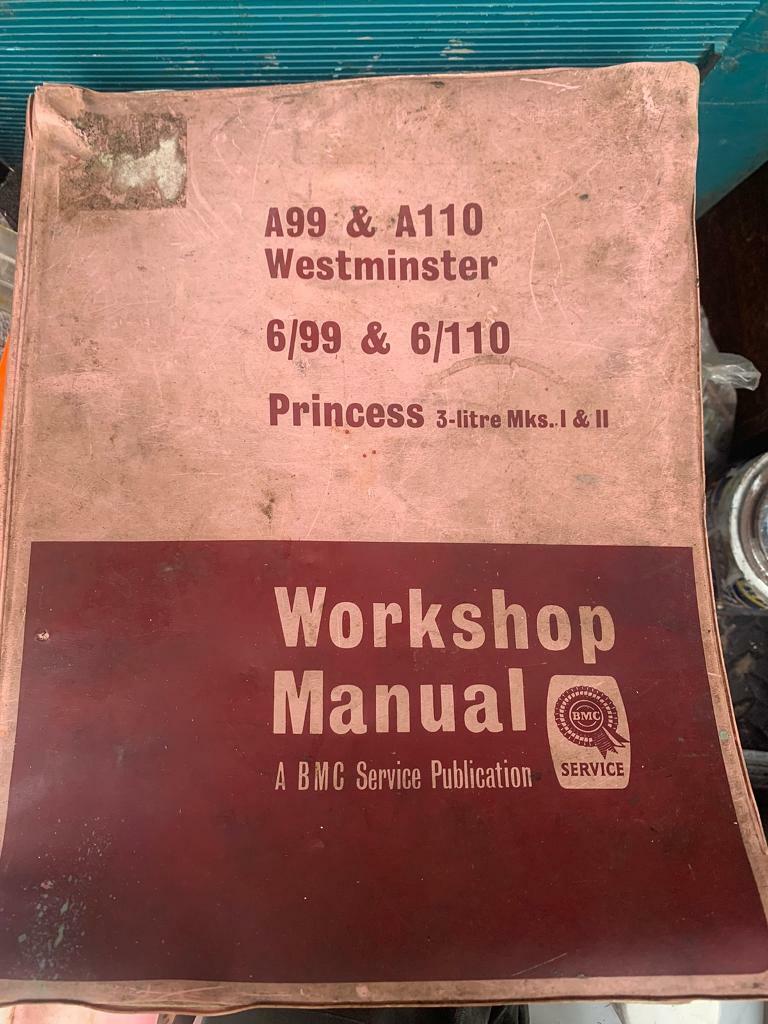 A99 & A110
Westminster
6/99 & 6/110
Princess 3-litre Mks. I & II
Workshop
Manual
A BMC Service Publication
BMC
SERVICE